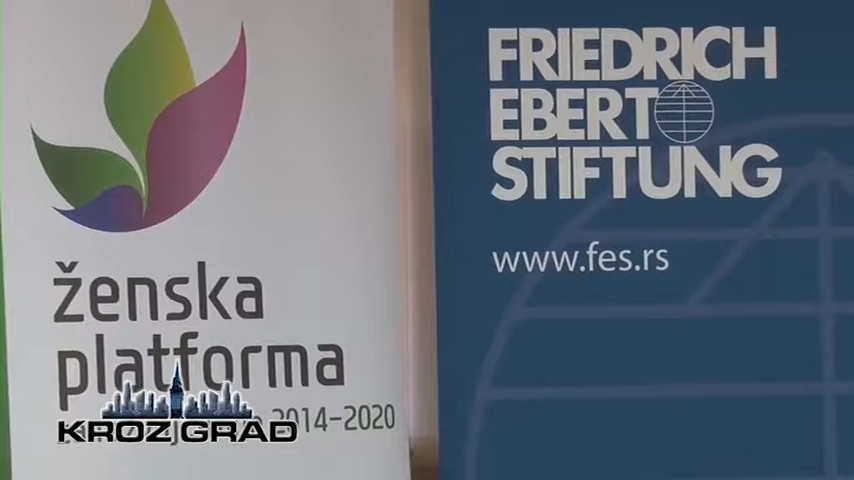 ženska
platforma
2014-2020
KROZ GRAD
FRIEDRICH
EBERT
STIFTUNG
www.fes.rs